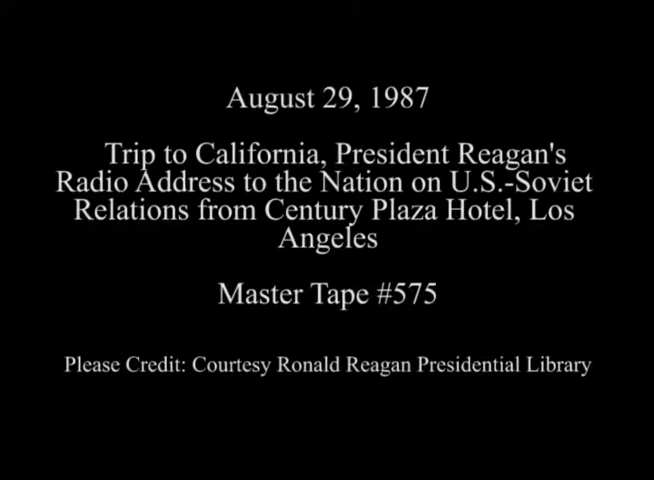 August 29, 1987
Trip to California, President Reagan's
Radio Address to the Nation on U.S.-Soviet
Relations from Century Plaza Hotel, Los
Angeles
Master Tape #575
Please Credit: Courtesy Ronald Reagan Presidential Library